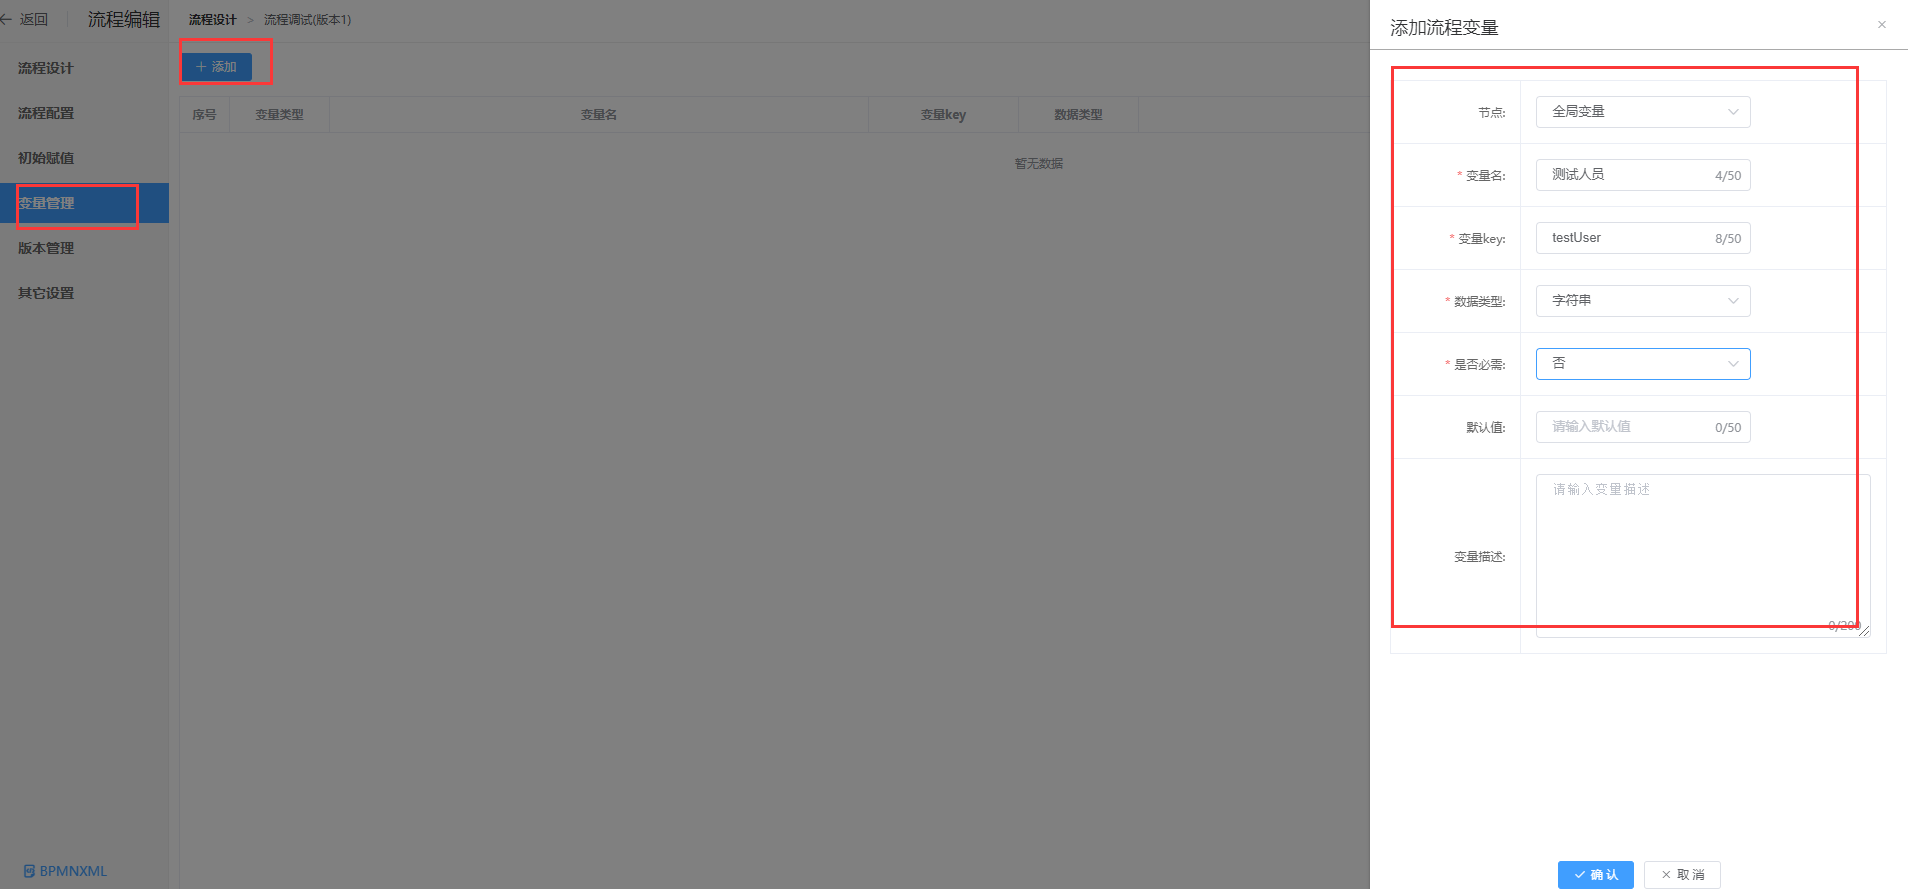 返回 流程编辑
流程设计 > 流程调试(版本1)
流程设计
流程配置
初始赋值
变量管理
版本管理
其它设置
BPMNXML
添加
序号 变量类型 变量名 变量key 数据类型
暂无数据
添加流程变量
节点: 全局变量
* 变量名: 测试人员 4/50
* 变量key: testUser 8/50
* 数据类型: 字符串
* 是否必需: 否
默认值: 请输入默认值 0/50
变量描述: 请输入变量描述
0/200
确认 取消